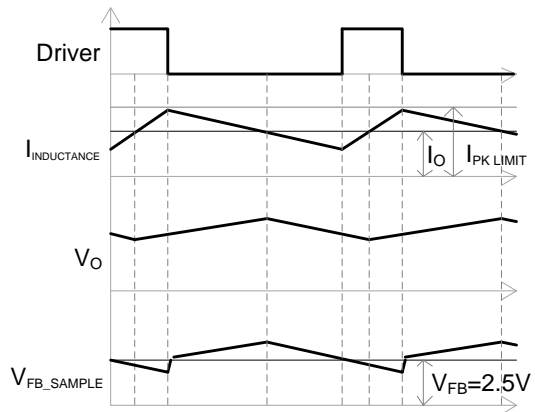 Driver
I_INDUCTANCE
I_O
I_PK LIMIT
V_O
V_FB_SAMPLE
V_FB=2.5V